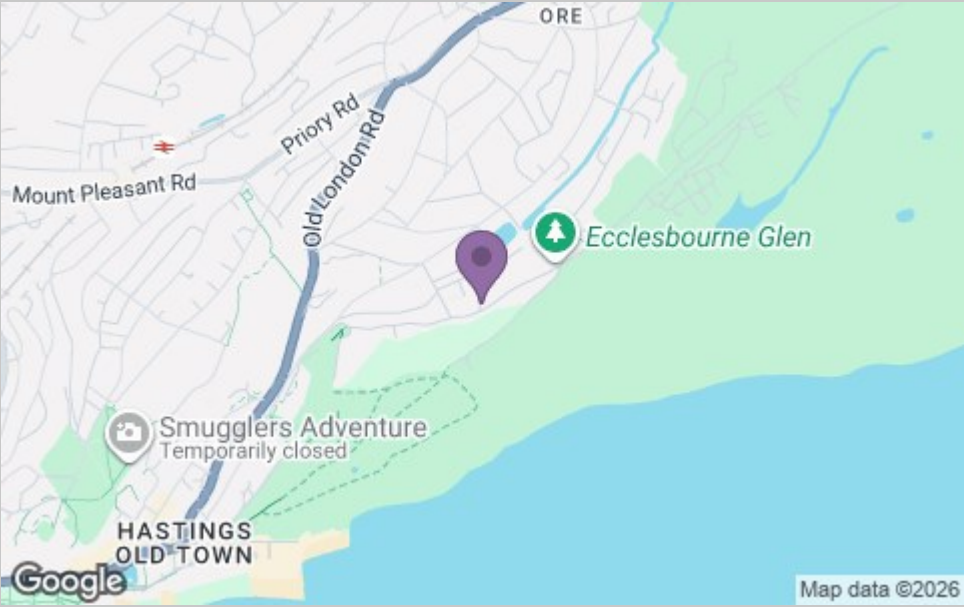 ORE
Priory Rd
Old London Rd
Mount Pleasant Rd
Ecclesbourne Glen
Smugglers Adventure
Temporarily closed
HASTINGS
OLD TOWN
Google
Map data ©2026